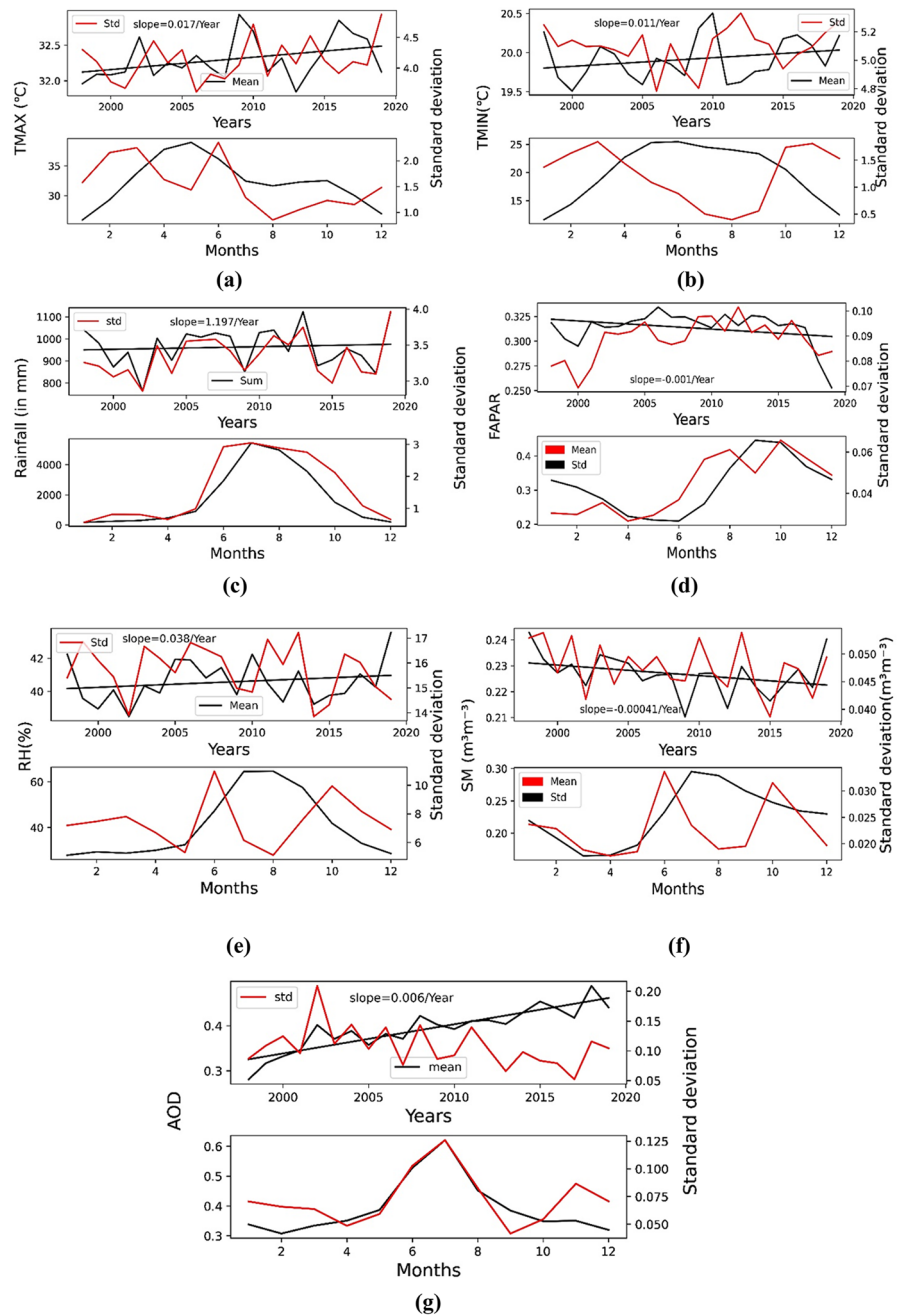 Std
slope=0.017/Year
32.5
32.0
4.5
4.0
Mean
2000
2005
2010
2015
2020
Years
TMAX (℃)
Standard deviation
35
30
2.0
1.5
1.0
2
4
6
8
10
12
Months
(a)
20.5
20.0
19.5
slope=0.011/Year
Std
5.2
5.0
4.8
Mean
2000
2005
2010
2015
2020
Years
TMIN(℃)
Standard deviation
25
20
15
1.5
1.0
0.5
2
4
6
8
10
12
Months
(b)
1100
1000
900
800
std
slope=1.197/Year
4.0
3.5
3.0
Sum
2000
2005
2010
2015
2020
Years
Rainfall (in mm)
Standard deviation
4000
2000
0
3
2
1
2
4
6
8
10
12
Months
(c)
0.325
0.300
0.275
0.250
slope=-0.001/Year
0.10
0.09
0.08
0.07
2000
2005
2010
2015
2020
Years
FAPAR
Standard deviation
Mean
Std
0.4
0.3
0.2
0.06
0.04
2
4
6
8
10
12
Months
(d)
Std
slope=0.038/Year
42
40
17
16
15
14
Mean
2000
2005
2010
2015
2020
Years
RH(%)
Standard deviation
60
40
10
8
6
2
4
6
8
10
12
Months
(e)
0.24
0.23
0.22
0.21
slope=-0.00041/Year
0.050
0.045
0.040
2000
2005
2010
2015
2020
Years
SM (m³m⁻³)
Standard deviation(m³m⁻³)
Mean
Std
0.30
0.25
0.20
0.030
0.025
0.020
2
4
6
8
10
12
Months
(f)
std
slope=0.006/Year
0.4
0.3
0.20
0.15
0.10
0.05
mean
2000
2005
2010
2015
2020
Years
AOD
Standard deviation
0.6
0.5
0.4
0.3
0.125
0.100
0.075
0.050
2
4
6
8
10
12
Months
(g)